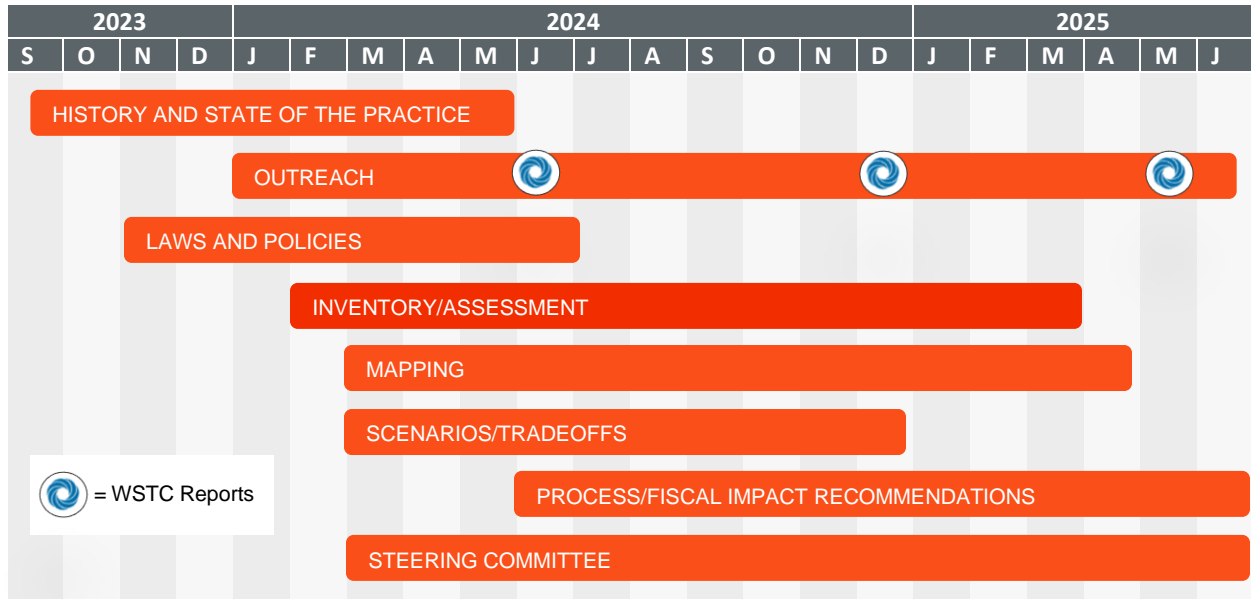 2023 2024 2025
S O N D J F M A M J J A S O N D J F M A M J
HISTORY AND STATE OF THE PRACTICE
OUTREACH
LAWS AND POLICIES
INVENTORY/ASSESSMENT
MAPPING
SCENARIOS/TRADEOFFS
= WSTC Reports
PROCESS/FISCAL IMPACT RECOMMENDATIONS
STEERING COMMITTEE